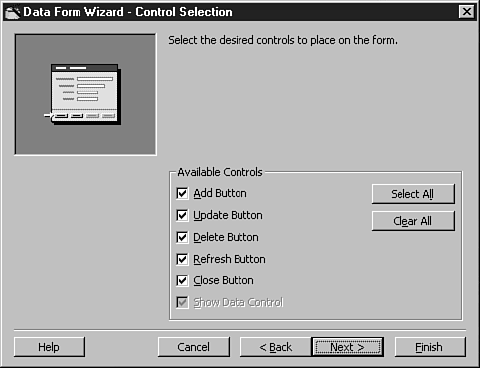 Data Form Wizard - Control Selection
Select the desired controls to place on the form.
Available Controls
Add Button
Update Button
Delete Button
Refresh Button
Close Button
Show Data Control
Select All
Clear All
Help
Cancel
< Back
Next >
Finish